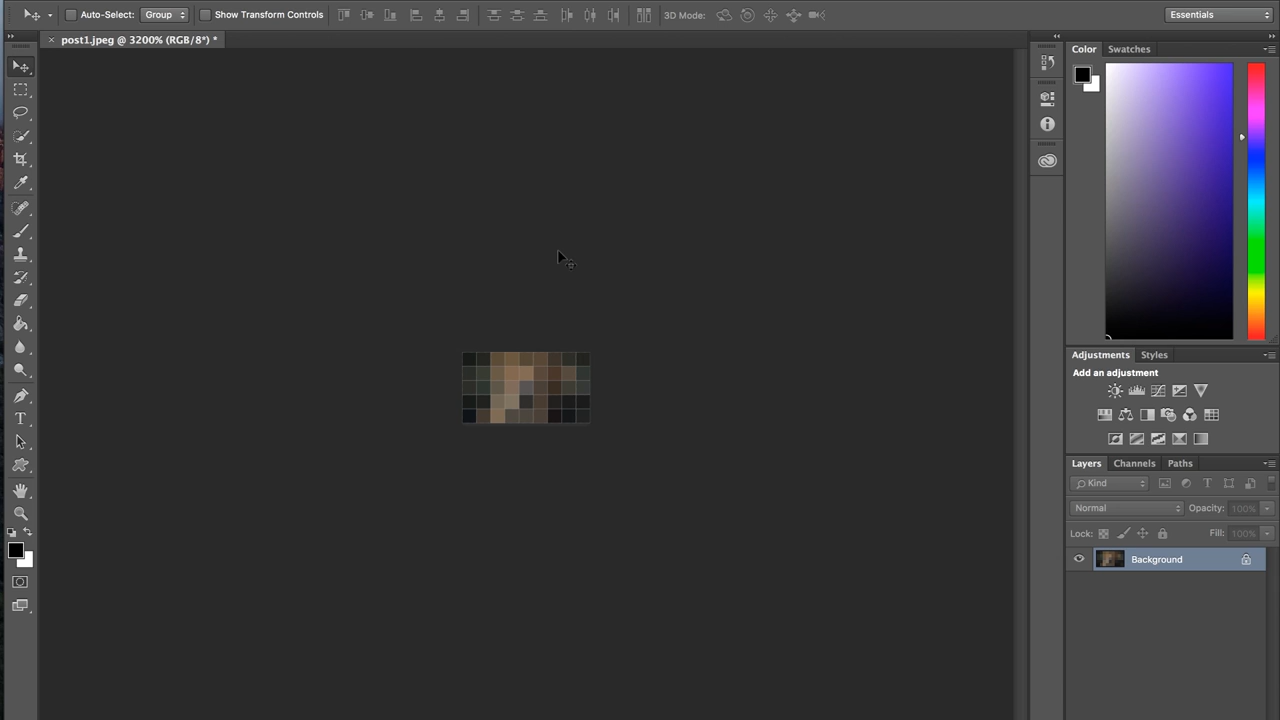 Auto-Select:
Group
Show Transform Controls
3D Mode:
Essentials
post1.jpeg @ 3200% (RGB/8*) *
Color
Swatches
Adjustments
Styles
Add an adjustment
Layers
Channels
Paths
Kind
Normal
Opacity: 100%
Lock:
Fill: 100%
Background